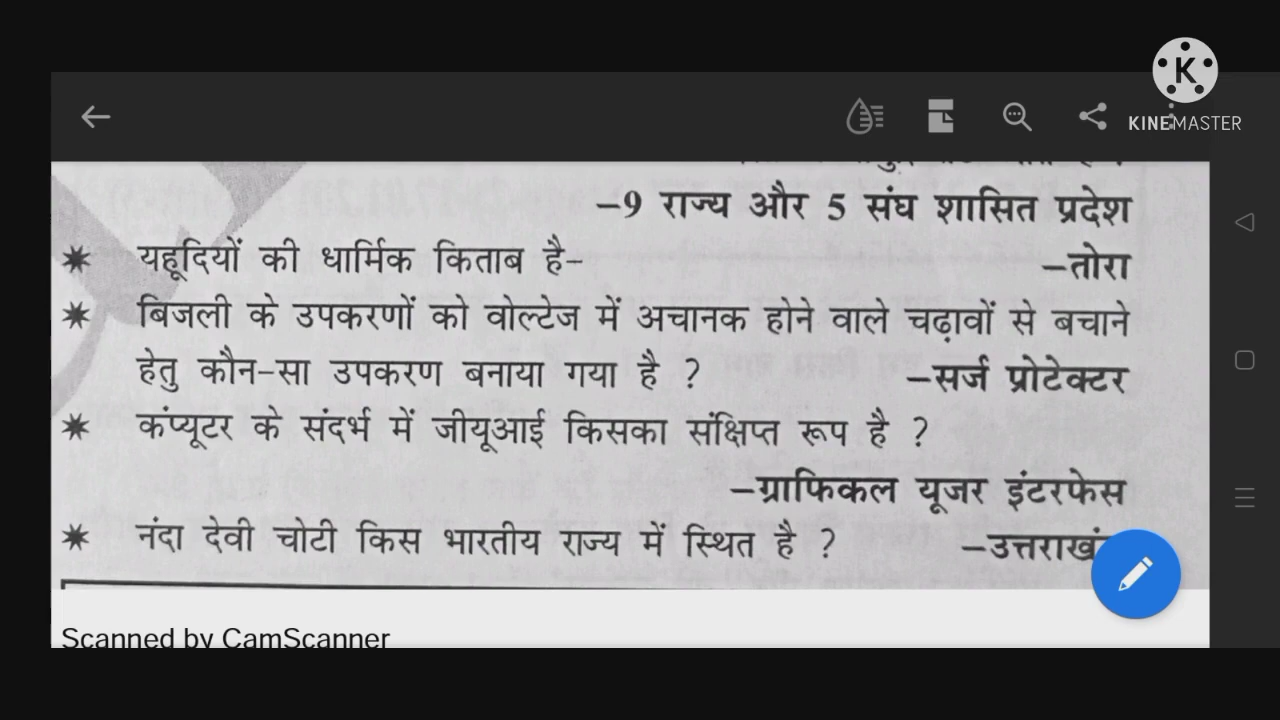 KINEMASTER
–9 राज्य और 5 संघ शासित प्रदेश
यहूदियों की धार्मिक किताब है– –तोरा
बिजली के उपकरणों को वोल्टेज में अचानक होने वाले चढ़ावों से बचाने
हेतु कौन-सा उपकरण बनाया गया है ? –सर्ज प्रोटेक्टर
कंप्यूटर के संदर्भ में जीयूआई किसका संक्षिप्त रूप है ?
–ग्राफिकल यूजर इंटरफेस
नंदा देवी चोटी किस भारतीय राज्य में स्थित है ?
Scanned by CamScanner